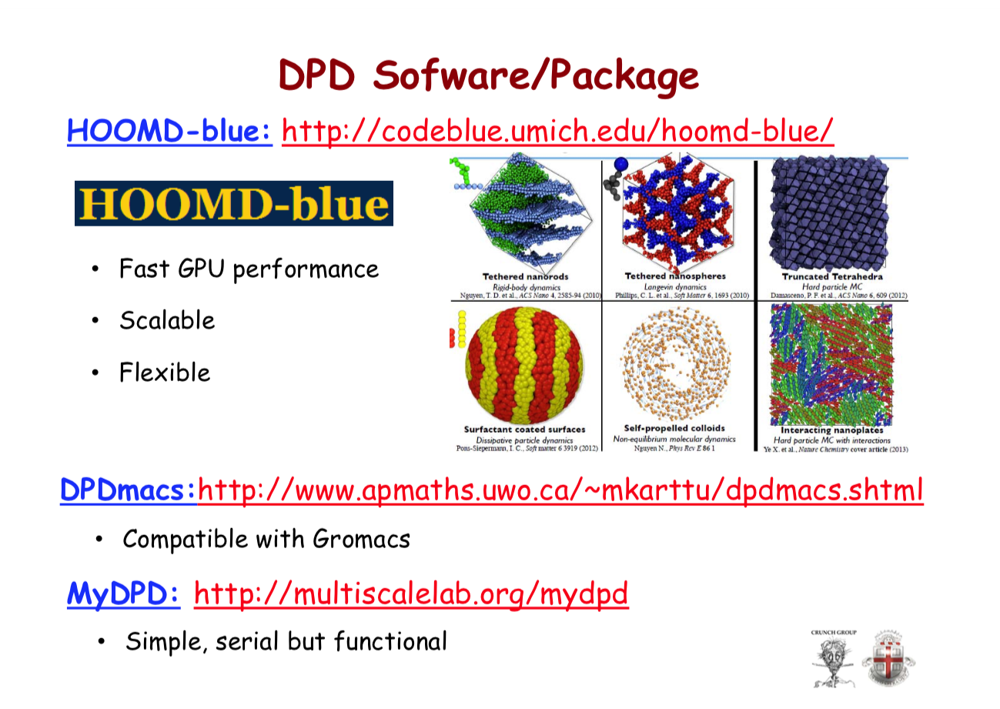 DPD Sofware/Package
HOOMD-blue: http://codeblue.umich.edu/hoomd-blue/
HOOMD-blue
• Fast GPU performance
• Scalable
• Flexible
Tethered nanorods
Rigid-body dynamics
Nguyen, T. D. et al., ACS Nano 4, 2585-94 (2010)
Tethered nanospheres
Langevin dynamics
Phillips, C. L. et al., Soft Matter 6, 1693 (2010)
Truncated Tetrahedra
Hard particle MC
Damasceno, P. F. et al., ACS Nano 6, 609 (2012)
Surfactant coated surfaces
Dissipative particle dynamics
Pons-Siepermann, I. C., Soft matter 6 3919 (2012)
Self-propelled colloids
Non-equilibrium molecular dynamics
Nguyen N., Phys Rev E 86 1
Interacting nanoplates
Hard particle MC with interactions
Ye X. et al., Nature Chemistry cover article (2013)
DPDmacs:http://www.apmaths.uwo.ca/~mkarttu/dpdmacs.shtml
• Compatible with Gromacs
MyDPD: http://multiscalelab.org/mydpd
• Simple, serial but functional
CRUNCH GROUP